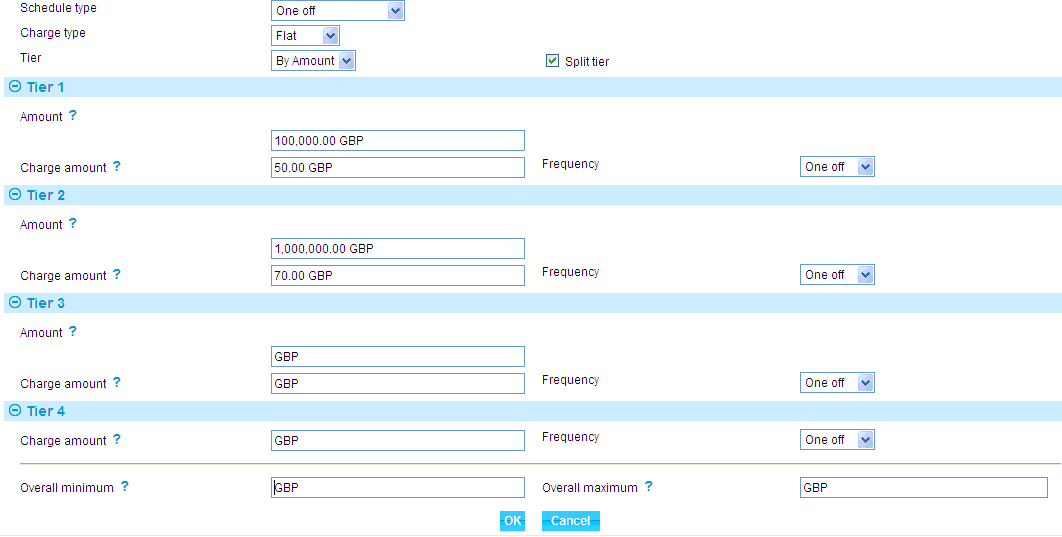 Schedule type One off
Charge type Flat
Tier By Amount Split tier
Tier 1
Amount ?
100,000.00 GBP
Charge amount ? 50.00 GBP Frequency One off
Tier 2
Amount ?
1,000,000.00 GBP
Charge amount ? 70.00 GBP Frequency One off
Tier 3
Amount ?
GBP
Charge amount ? GBP Frequency One off
Tier 4
Charge amount ? GBP Frequency One off
Overall minimum ? GBP Overall maximum ? GBP
OK Cancel